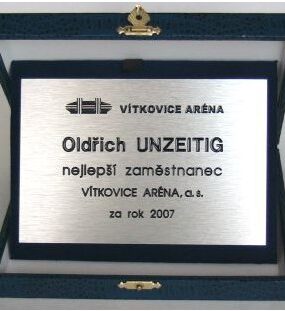 VÍTKOVICE ARÉNA
Oldřich UNZEITIG
nejlepší zaměstnanec
VÍTKOVICE ARÉNA, a. s.
za rok 2007